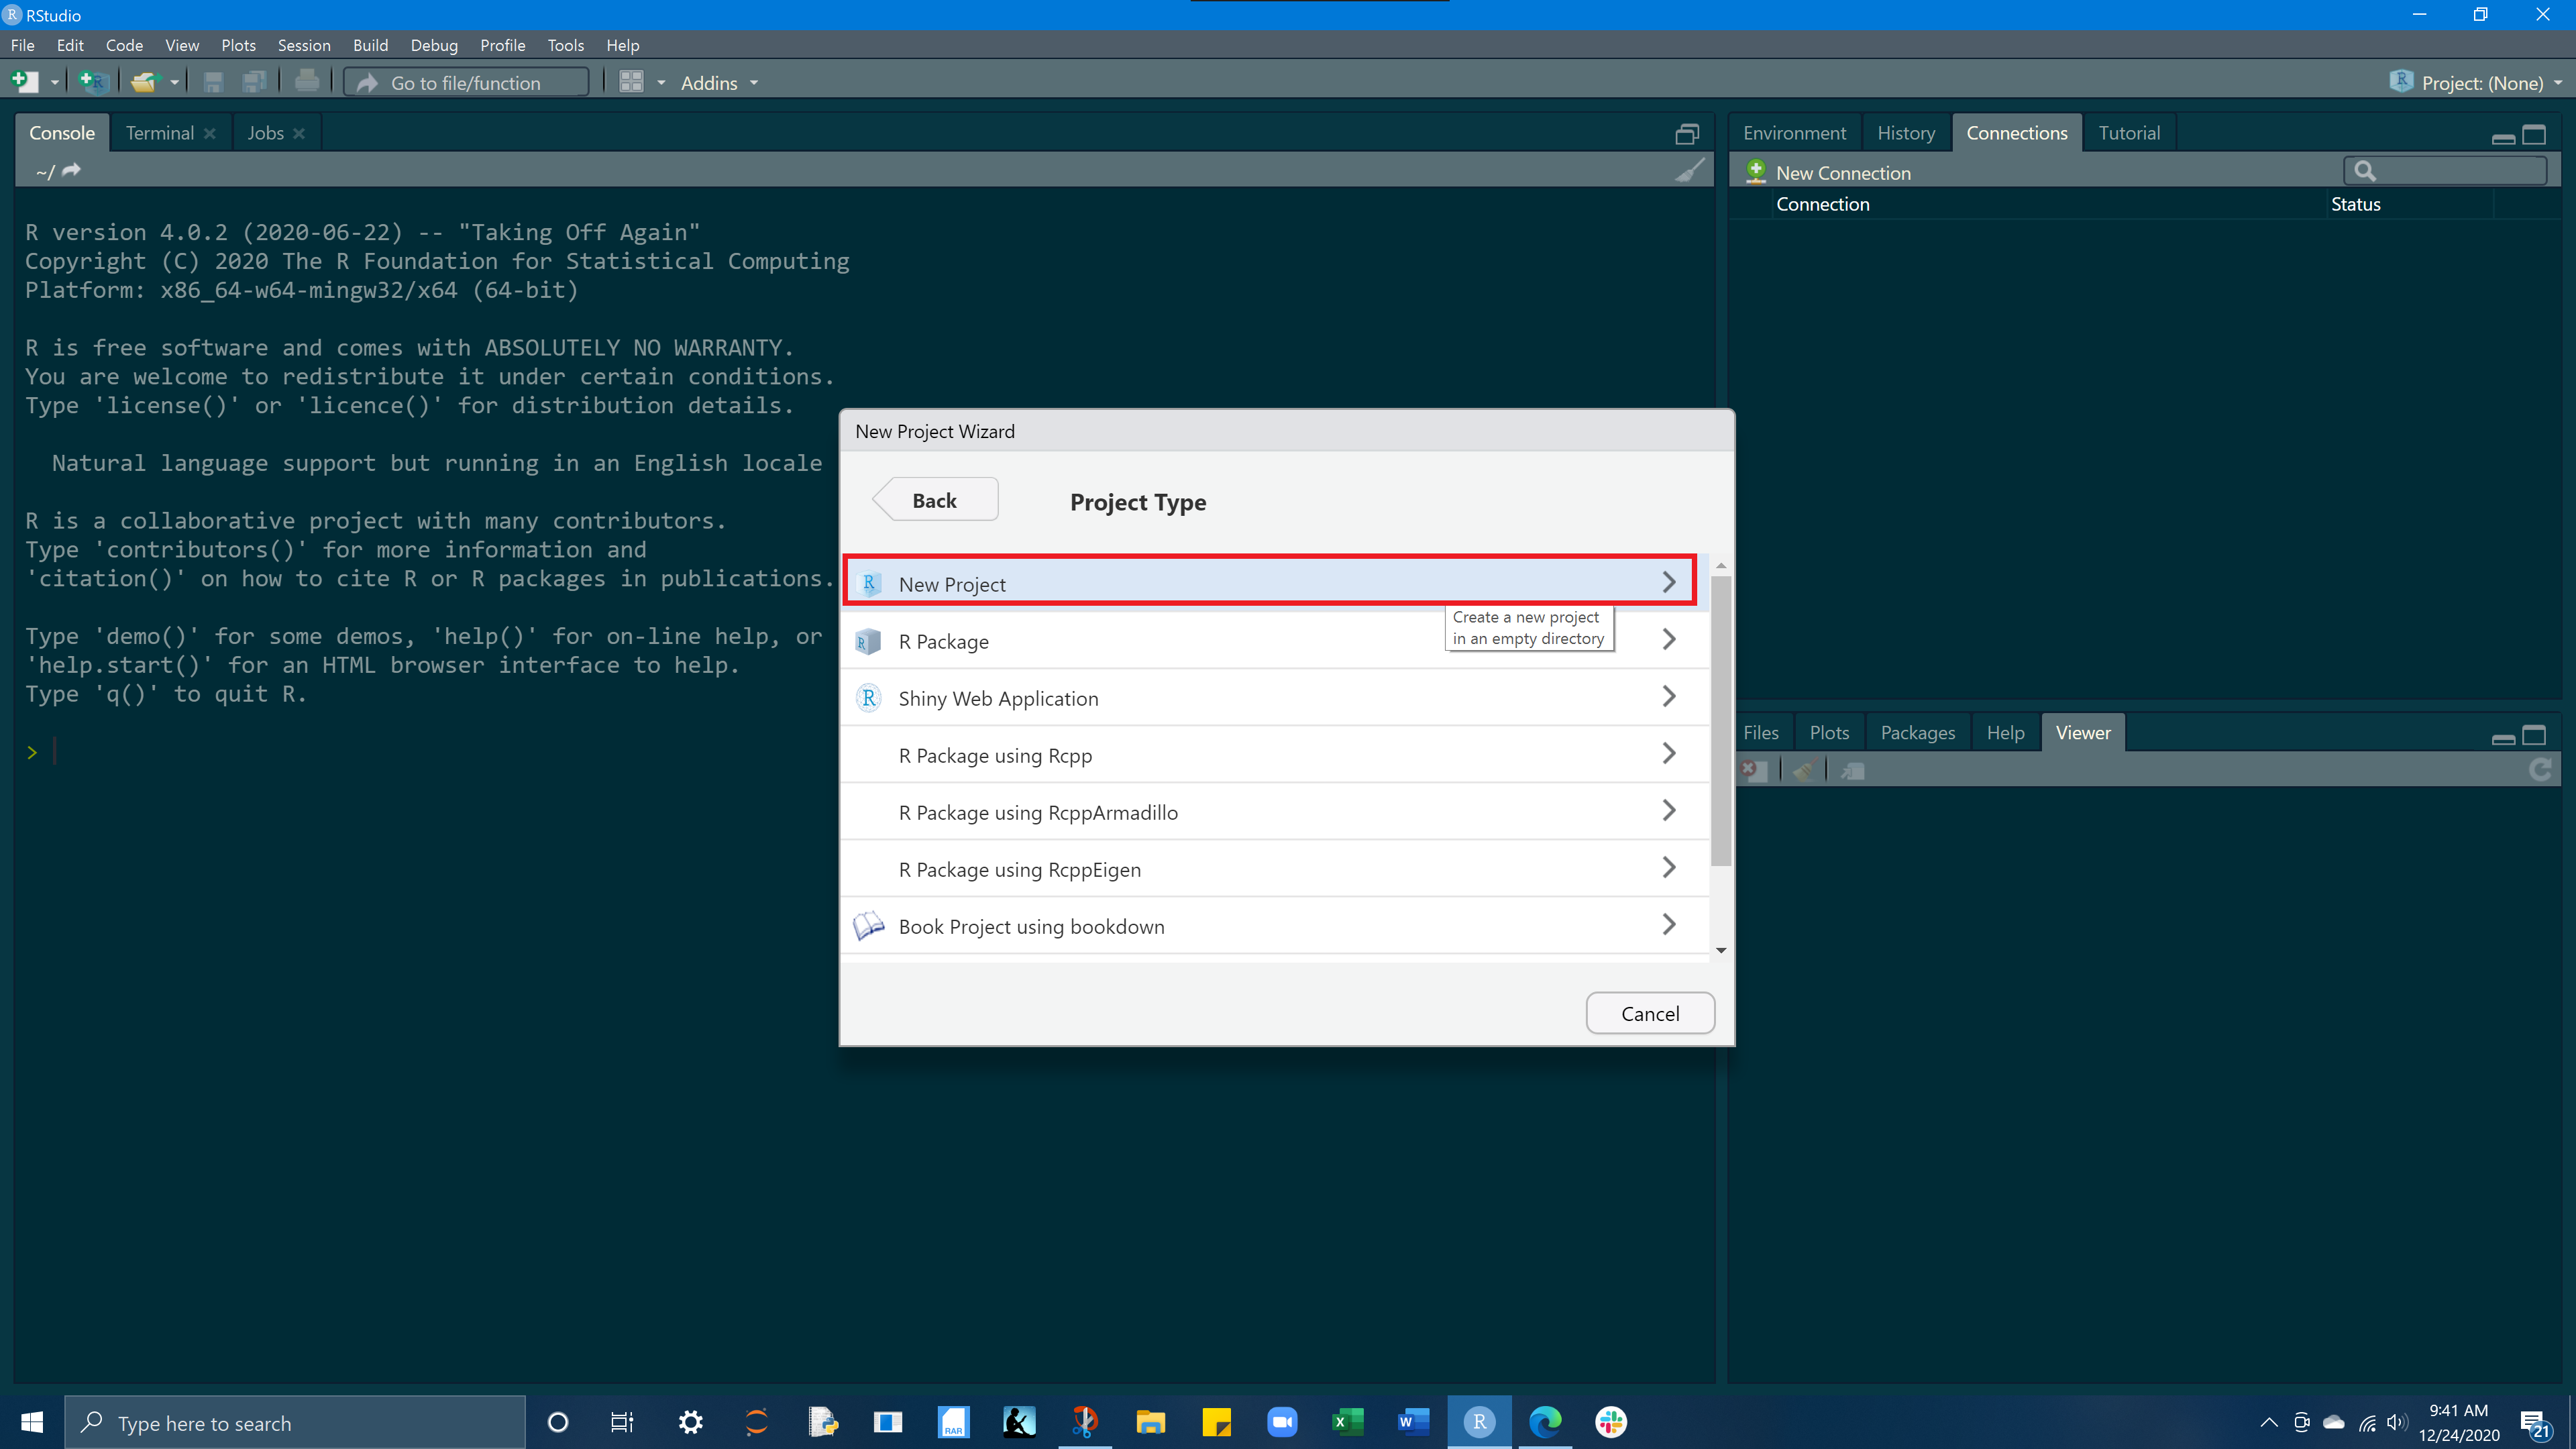 RStudio
File Edit Code View Plots Session Build Debug Profile Tools Help
Go to file/function Addins Project: (None)
Console Terminal Jobs
~/
R version 4.0.2 (2020-06-22) -- "Taking Off Again"
Copyright (C) 2020 The R Foundation for Statistical Computing
Platform: x86_64-w64-mingw32/x64 (64-bit)
R is free software and comes with ABSOLUTELY NO WARRANTY.
You are welcome to redistribute it under certain conditions.
Type 'license()' or 'licence()' for distribution details.
Natural language support but running in an English locale
R is a collaborative project with many contributors.
Type 'contributors()' for more information and
'citation()' on how to cite R or R packages in publications.
Type 'demo()' for some demos, 'help()' for on-line help, or
'help.start()' for an HTML browser interface to help.
Type 'q()' to quit R.
>
New Project Wizard
Back Project Type
New Project
Create a new project
in an empty directory
R Package
Shiny Web Application
R Package using Rcpp
R Package using RcppArmadillo
R Package using RcppEigen
Book Project using bookdown
Cancel
Environment History Connections Tutorial
New Connection
Connection Status
Files Plots Packages Help Viewer
Type here to search
9:41 AM
12/24/2020
21